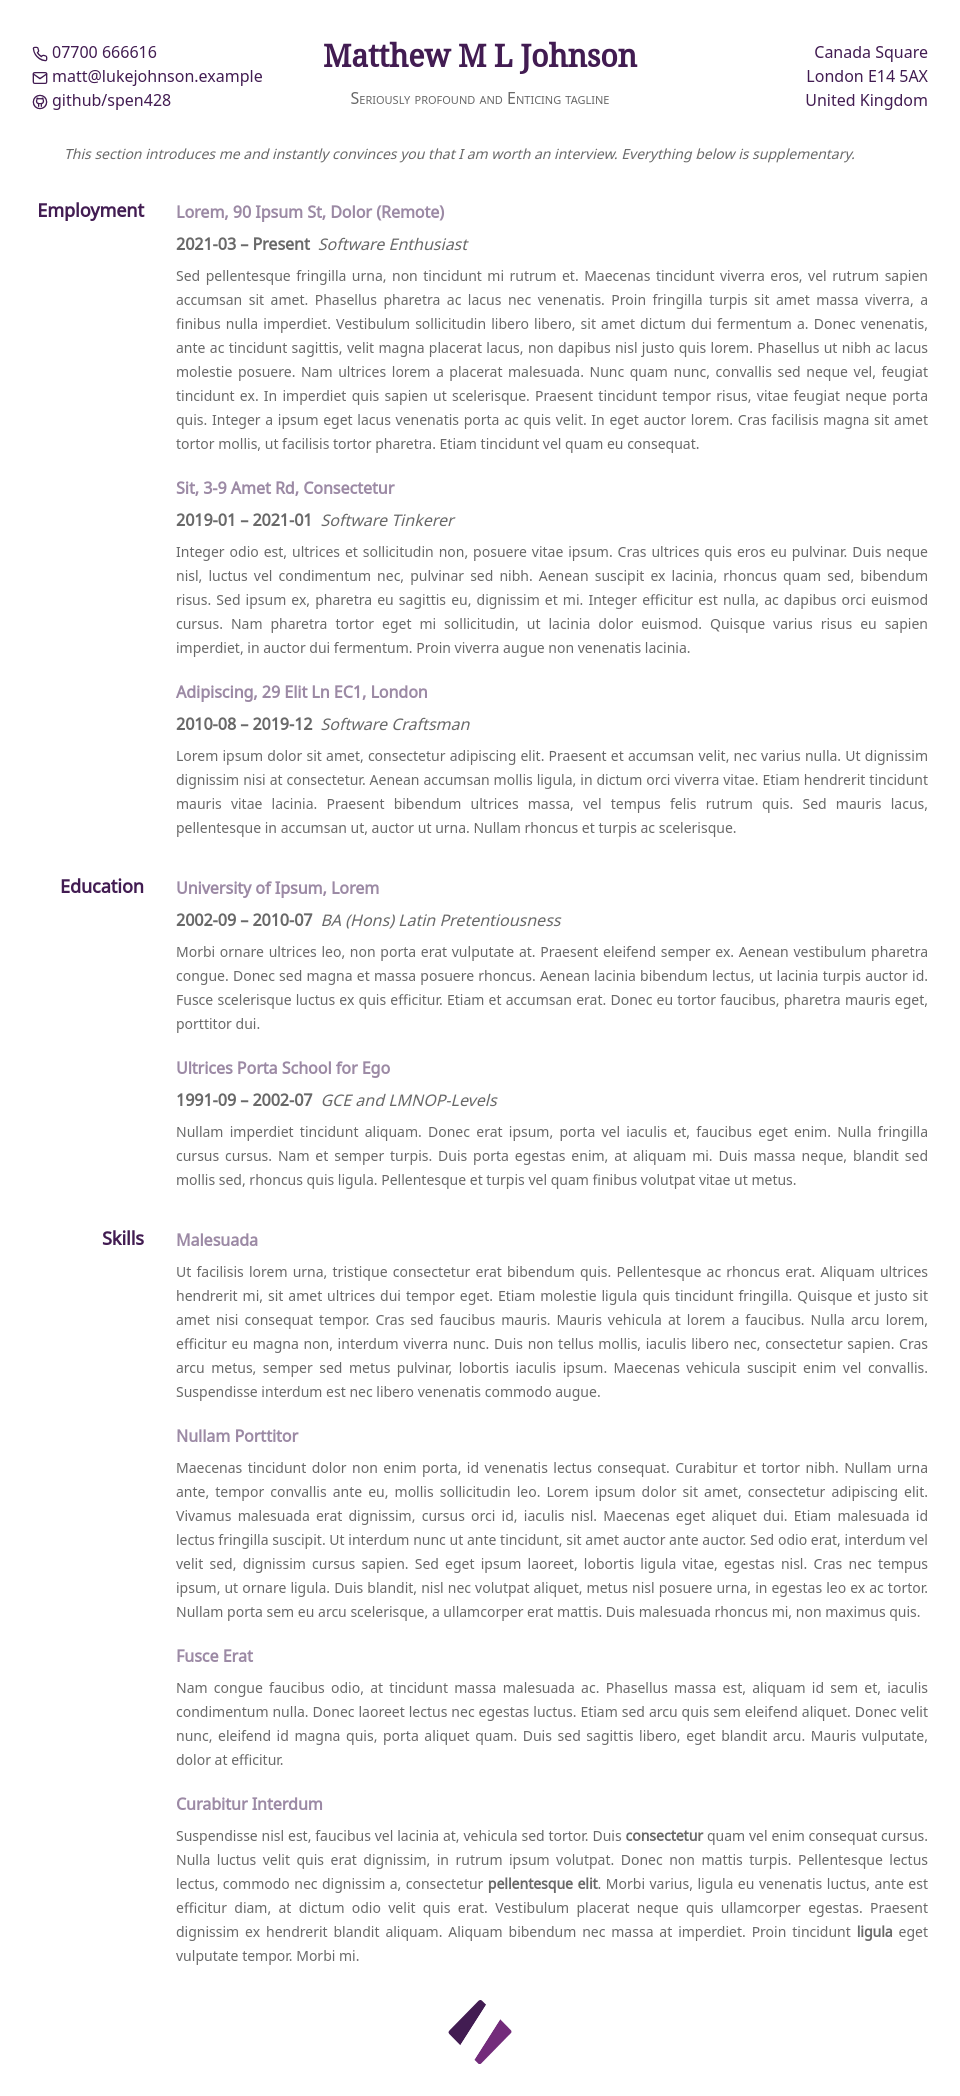 07700 666616
matt@lukejohnson.example
github/spen428
Matthew M L Johnson
Seriously profound and Enticing tagline
Canada Square
London E14 5AX
United Kingdom
This section introduces me and instantly convinces you that I am worth an interview. Everything below is supplementary.
Employment
Lorem, 90 Ipsum St, Dolor (Remote)
2021-03 – Present Software Enthusiast
Sed pellentesque fringilla urna, non tincidunt mi rutrum et. Maecenas tincidunt viverra eros, vel rutrum sapien
accumsan sit amet. Phasellus pharetra ac lacus nec venenatis. Proin fringilla turpis sit amet massa viverra, a
finibus nulla imperdiet. Vestibulum sollicitudin libero libero, sit amet dictum dui fermentum a. Donec venenatis,
ante ac tincidunt sagittis, velit magna placerat lacus, non dapibus nisl justo quis lorem. Phasellus ut nibh ac lacus
molestie posuere. Nam ultrices lorem a placerat malesuada. Nunc quam nunc, convallis sed neque vel, feugiat
tincidunt ex. In imperdiet quis sapien ut scelerisque. Praesent tincidunt tempor risus, vitae feugiat neque porta
quis. Integer a ipsum eget lacus venenatis porta ac quis velit. In eget auctor lorem. Cras facilisis magna sit amet
tortor mollis, ut facilisis tortor pharetra. Etiam tincidunt vel quam eu consequat.
Sit, 3-9 Amet Rd, Consectetur
2019-01 – 2021-01 Software Tinkerer
Integer odio est, ultrices et sollicitudin non, posuere vitae ipsum. Cras ultrices quis eros eu pulvinar. Duis neque
nisl, luctus vel condimentum nec, pulvinar sed nibh. Aenean suscipit ex lacinia, rhoncus quam sed, bibendum
risus. Sed ipsum ex, pharetra eu sagittis eu, dignissim et mi. Integer efficitur est nulla, ac dapibus orci euismod
cursus. Nam pharetra tortor eget mi sollicitudin, ut lacinia dolor euismod. Quisque varius risus eu sapien
imperdiet, in auctor dui fermentum. Proin viverra augue non venenatis lacinia.
Adipiscing, 29 Elit Ln EC1, London
2010-08 – 2019-12 Software Craftsman
Lorem ipsum dolor sit amet, consectetur adipiscing elit. Praesent et accumsan velit, nec varius nulla. Ut dignissim
dignissim nisi at consectetur. Aenean accumsan mollis ligula, in dictum orci viverra vitae. Etiam hendrerit tincidunt
mauris vitae lacinia. Praesent bibendum ultrices massa, vel tempus felis rutrum quis. Sed mauris lacus,
pellentesque in accumsan ut, auctor ut urna. Nullam rhoncus et turpis ac scelerisque.
Education
University of Ipsum, Lorem
2002-09 – 2010-07 BA (Hons) Latin Pretentiousness
Morbi ornare ultrices leo, non porta erat vulputate at. Praesent eleifend semper ex. Aenean vestibulum pharetra
congue. Donec sed magna et massa posuere rhoncus. Aenean lacinia bibendum lectus, ut lacinia turpis auctor id.
Fusce scelerisque luctus ex quis efficitur. Etiam et accumsan erat. Donec eu tortor faucibus, pharetra mauris eget,
porttitor dui.
Ultrices Porta School for Ego
1991-09 – 2002-07 GCE and LMNOP-Levels
Nullam imperdiet tincidunt aliquam. Donec erat ipsum, porta vel iaculis et, faucibus eget enim. Nulla fringilla
cursus cursus. Nam et semper turpis. Duis porta egestas enim, at aliquam mi. Duis massa neque, blandit sed
mollis sed, rhoncus quis ligula. Pellentesque et turpis vel quam finibus volutpat vitae ut metus.
Skills
Malesuada
Ut facilisis lorem urna, tristique consectetur erat bibendum quis. Pellentesque ac rhoncus erat. Aliquam ultrices
hendrerit mi, sit amet ultrices dui tempor eget. Etiam molestie ligula quis tincidunt fringilla. Quisque et justo sit
amet nisi consequat tempor. Cras sed faucibus mauris. Mauris vehicula at lorem a faucibus. Nulla arcu lorem,
efficitur eu magna non, interdum viverra nunc. Duis non tellus mollis, iaculis libero nec, consectetur sapien. Cras
arcu metus, semper sed metus pulvinar, lobortis iaculis ipsum. Maecenas vehicula suscipit enim vel convallis.
Suspendisse interdum est nec libero venenatis commodo augue.
Nullam Porttitor
Maecenas tincidunt dolor non enim porta, id venenatis lectus consequat. Curabitur et tortor nibh. Nullam urna
ante, tempor convallis ante eu, mollis sollicitudin leo. Lorem ipsum dolor sit amet, consectetur adipiscing elit.
Vivamus malesuada erat dignissim, cursus orci id, iaculis nisl. Maecenas eget aliquet dui. Etiam malesuada id
lectus fringilla suscipit. Ut interdum nunc ut ante tincidunt, sit amet auctor ante auctor. Sed odio erat, interdum vel
velit sed, dignissim cursus sapien. Sed eget ipsum laoreet, lobortis ligula vitae, egestas nisl. Cras nec tempus
ipsum, ut ornare ligula. Duis blandit, nisl nec volutpat aliquet, metus nisl posuere urna, in egestas leo ex ac tortor.
Nullam porta sem eu arcu scelerisque, a ullamcorper erat mattis. Duis malesuada rhoncus mi, non maximus quis.
Fusce Erat
Nam congue faucibus odio, at tincidunt massa malesuada ac. Phasellus massa est, aliquam id sem et, iaculis
condimentum nulla. Donec laoreet lectus nec egestas luctus. Etiam sed arcu quis sem eleifend aliquet. Donec velit
nunc, eleifend id magna quis, porta aliquet quam. Duis sed sagittis libero, eget blandit arcu. Mauris vulputate,
dolor at efficitur.
Curabitur Interdum
Suspendisse nisl est, faucibus vel lacinia at, vehicula sed tortor. Duis consectetur quam vel enim consequat cursus.
Nulla luctus velit quis erat dignissim, in rutrum ipsum volutpat. Donec non mattis turpis. Pellentesque lectus
lectus, commodo nec dignissim a, consectetur pellentesque elit. Morbi varius, ligula eu venenatis luctus, ante est
efficitur diam, at dictum odio velit quis erat. Vestibulum placerat neque quis ullamcorper egestas. Praesent
dignissim ex hendrerit blandit aliquam. Aliquam bibendum nec massa at imperdiet. Proin tincidunt ligula eget
vulputate tempor. Morbi mi.